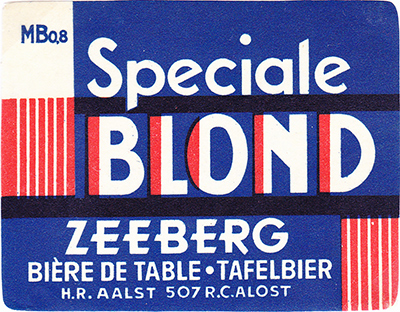 MB0,8
Speciale
BLOND
ZEEBERG
BIÈRE DE TABLE • TAFELBIER
H.R. AALST 507 R.C. ALOST